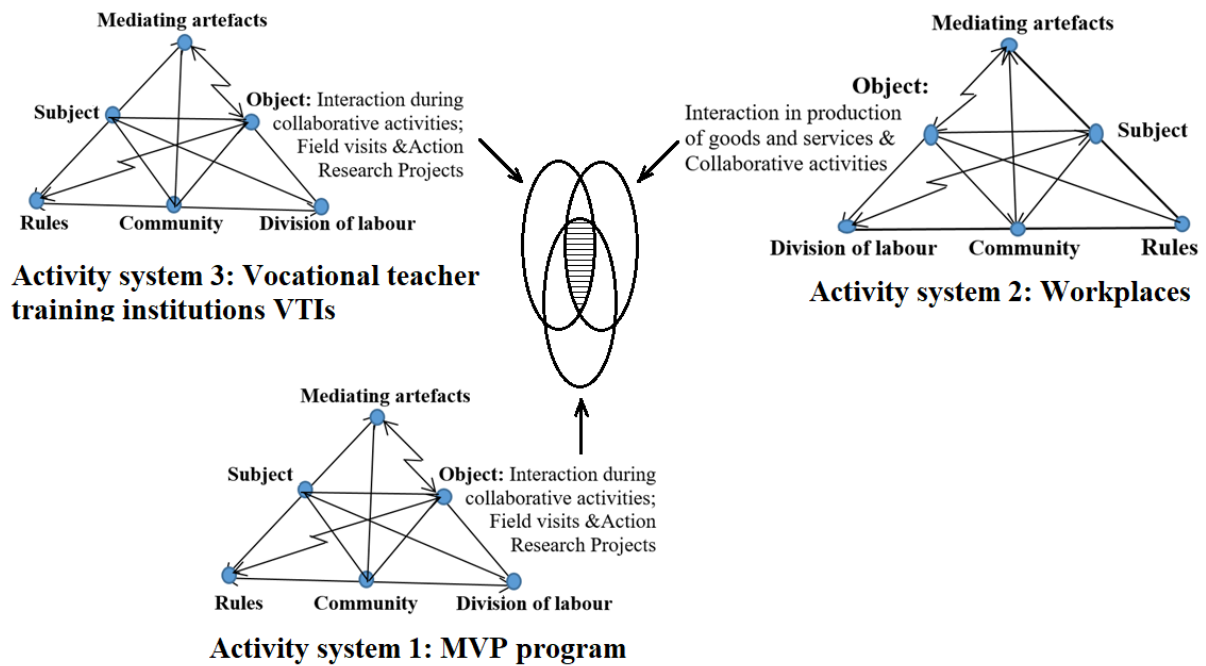 Mediating artefacts
Subject
Object: Interaction during
collaborative activities;
Field visits &Action
Research Projects
Rules
Community
Division of labour
Activity system 3: Vocational teacher
training institutions VTIs
Mediating artefacts
Object:
Interaction in production
of goods and services &
Collaborative activities
Subject
Division of labour
Community
Rules
Activity system 2: Workplaces
Mediating artefacts
Subject
Object: Interaction during
collaborative activities;
Field visits &Action
Research Projects
Rules
Community
Division of labour
Activity system 1: MVP program